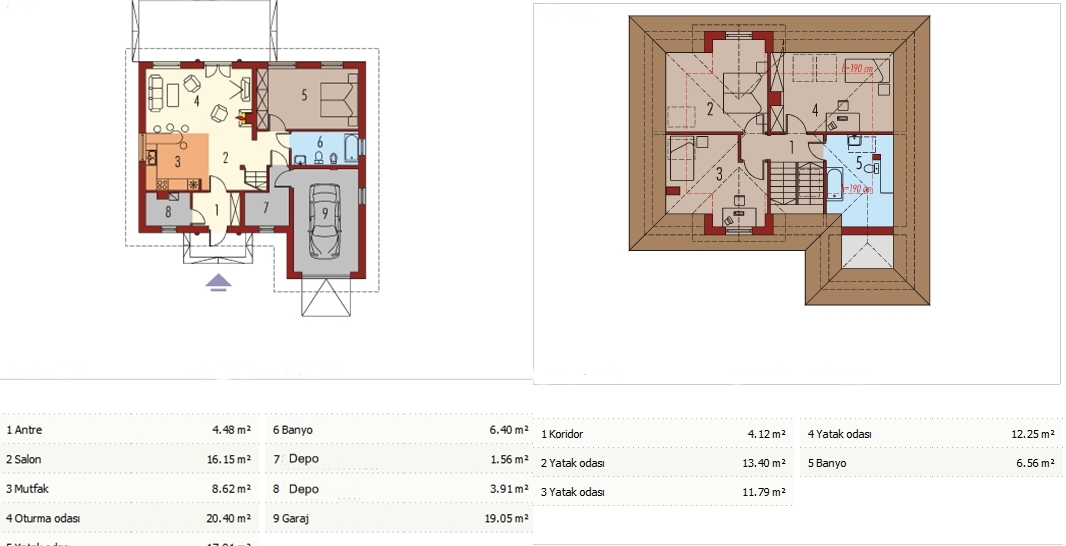 4
5
3
2
6
8
1
7
9
h=190 cm
2
4
1
3
5
h=190 cm
1 Antre 4.48 m²
2 Salon 16.15 m²
3 Mutfak 8.62 m²
4 Oturma odası 20.40 m²
5 Yatak odası
6 Banyo 6.40 m²
7 Depo 1.56 m²
8 Depo 3.91 m²
9 Garaj 19.05 m²
1 Koridor 4.12 m²
2 Yatak odası 13.40 m²
3 Yatak odası 11.79 m²
4 Yatak odası 12.25 m²
5 Banyo 6.56 m²